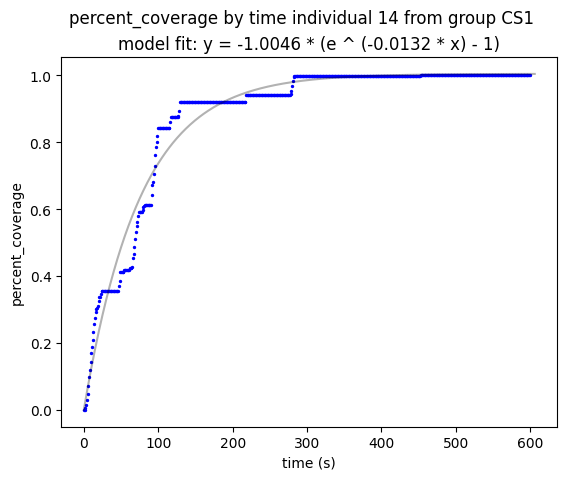 percent_coverage by time individual 14 from group CS1
model fit: y = -1.0046 * (e ^ (-0.0132 * x) - 1)
1.0
0.8
0.6
0.4
0.2
0.0
percent_coverage
0 100 200 300 400 500 600
time (s)